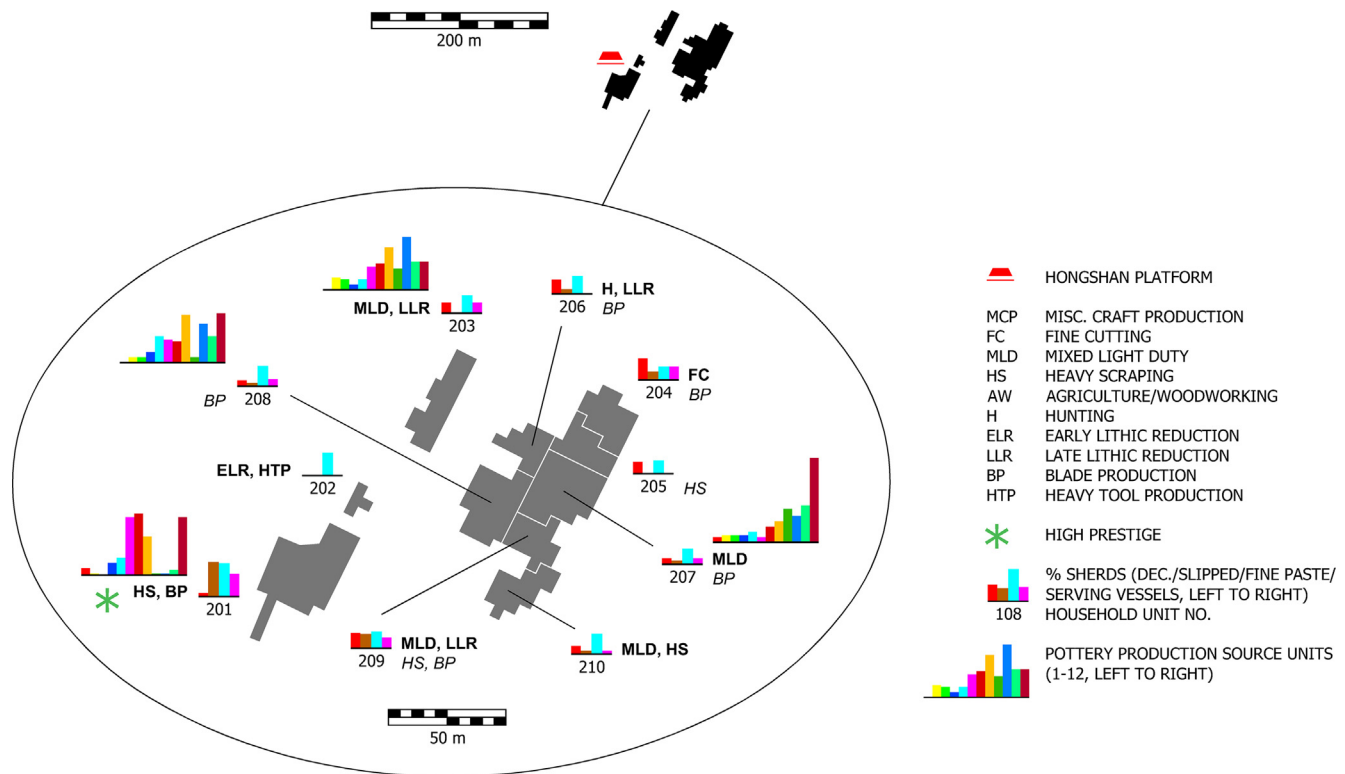 200 m
MLD, LLR
203
H, LLR
206
BP
BP
208
FC
204
BP
ELR, HTP
202
205
HS
HS, BP
201
MLD
207
BP
MLD, LLR
209
HS, BP
MLD, HS
210
50 m
HONGSHAN PLATFORM
MCP MISC. CRAFT PRODUCTION
FC FINE CUTTING
MLD MIXED LIGHT DUTY
HS HEAVY SCRAPING
AW AGRICULTURE/WOODWORKING
H HUNTING
ELR EARLY LITHIC REDUCTION
LLR LATE LITHIC REDUCTION
BP BLADE PRODUCTION
HTP HEAVY TOOL PRODUCTION
HIGH PRESTIGE
% SHERDS (DEC./SLIPPED/FINE PASTE/
SERVING VESSELS, LEFT TO RIGHT)
108 HOUSEHOLD UNIT NO.
POTTERY PRODUCTION SOURCE UNITS
(1-12, LEFT TO RIGHT)